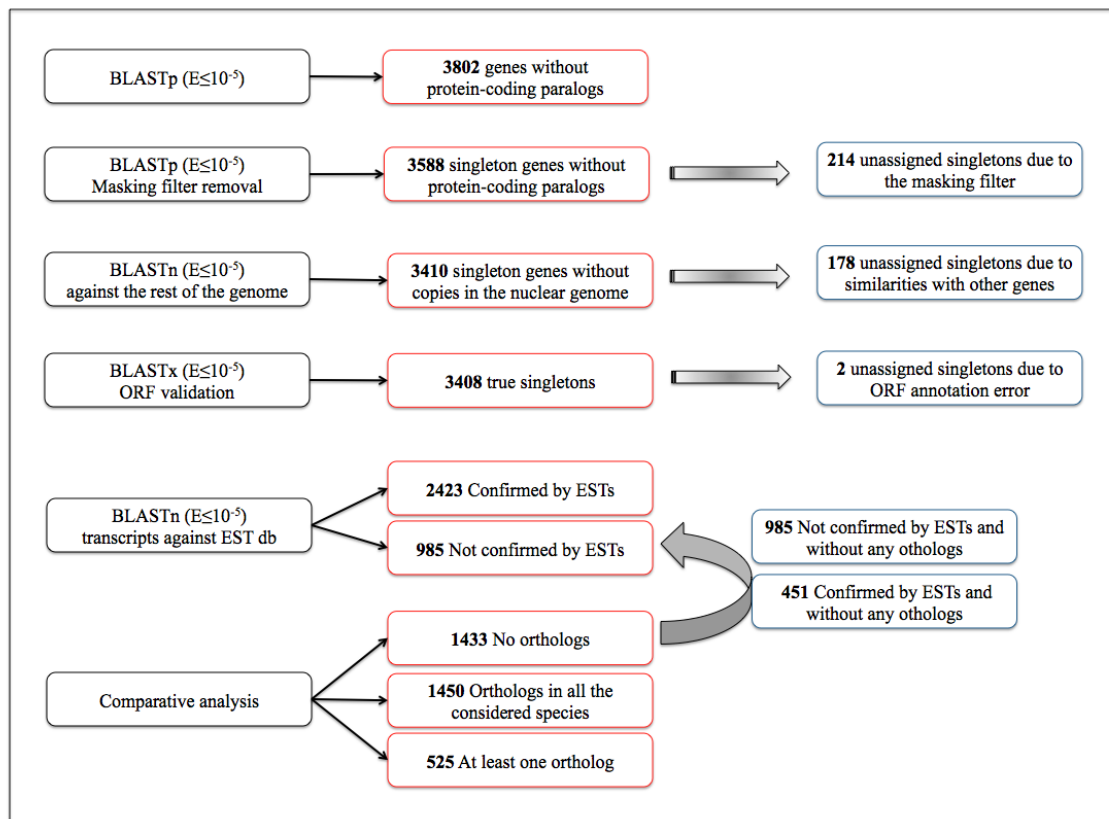 BLASTp (E≤10⁻⁵)
3802 genes without
protein-coding paralogs
BLASTp (E≤10⁻⁵)
Masking filter removal
3588 singleton genes without
protein-coding paralogs
214 unassigned singletons due to
the masking filter
BLASTn (E≤10⁻⁵)
against the rest of the genome
3410 singleton genes without
copies in the nuclear genome
178 unassigned singletons due to
similarities with other genes
BLASTx (E≤10⁻⁵)
ORF validation
3408 true singletons
2 unassigned singletons due to
ORF annotation error
BLASTn (E≤10⁻⁵)
transcripts against EST db
2423 Confirmed by ESTs
985 Not confirmed by ESTs
985 Not confirmed by ESTs and
without any othologs
451 Confirmed by ESTs and
without any othologs
Comparative analysis
1433 No orthologs
1450 Orthologs in all the
considered species
525 At least one ortholog